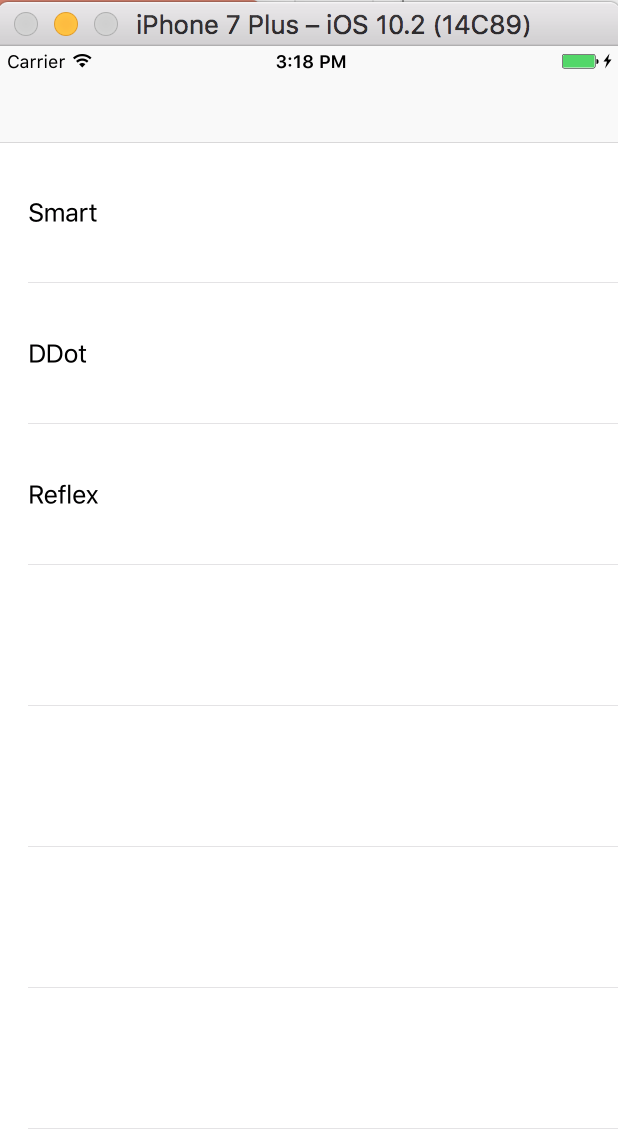 iPhone 7 Plus – iOS 10.2 (14C89)
Carrier 3:18 PM
Smart
DDot
Reflex